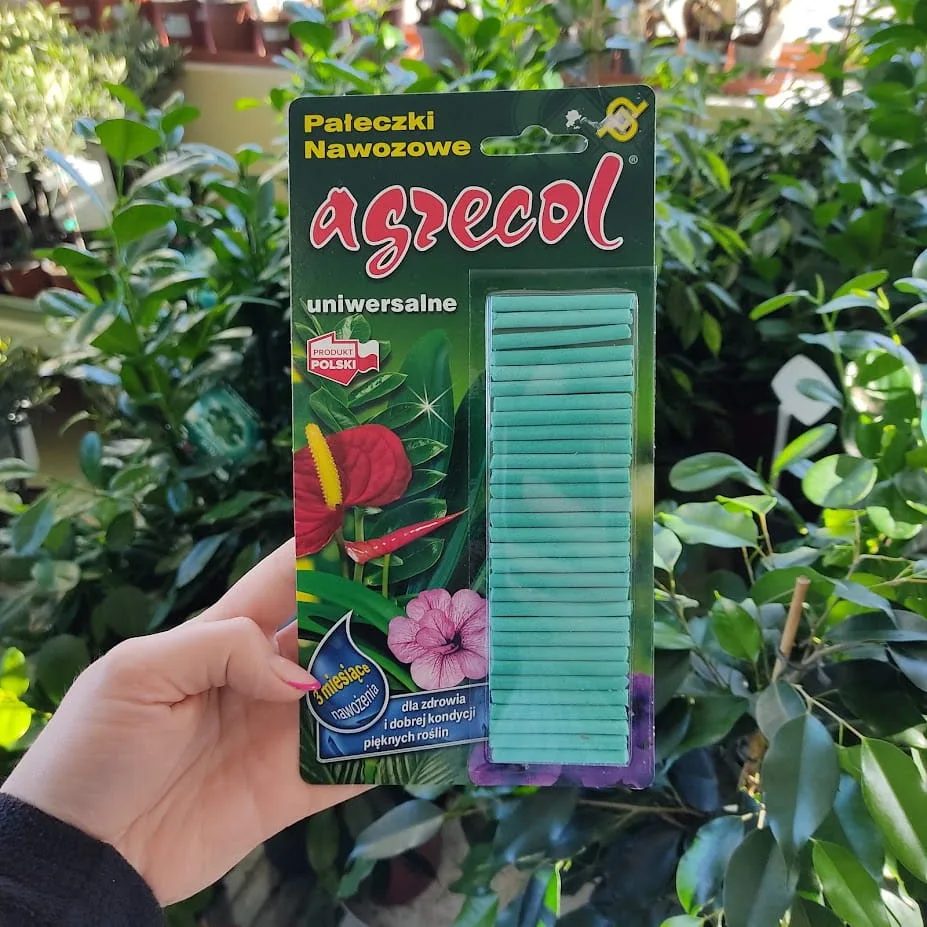 Pałeczki
Nawozowe
agrecol®
uniwersalne
PRODUKT
POLSKI
3 miesiące
nawożenia
dla zdrowia
i dobrej kondycji
pięknych roślin